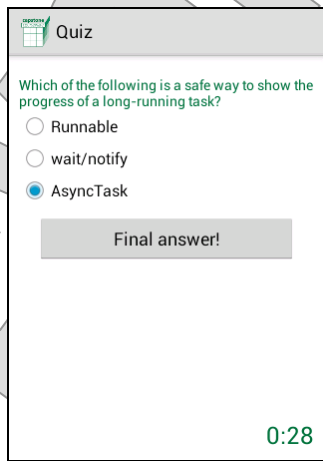 capstone
Quiz
Which of the following is a safe way to show the
progress of a long-running task?
Runnable
wait/notify
AsyncTask
Final answer!
0:28